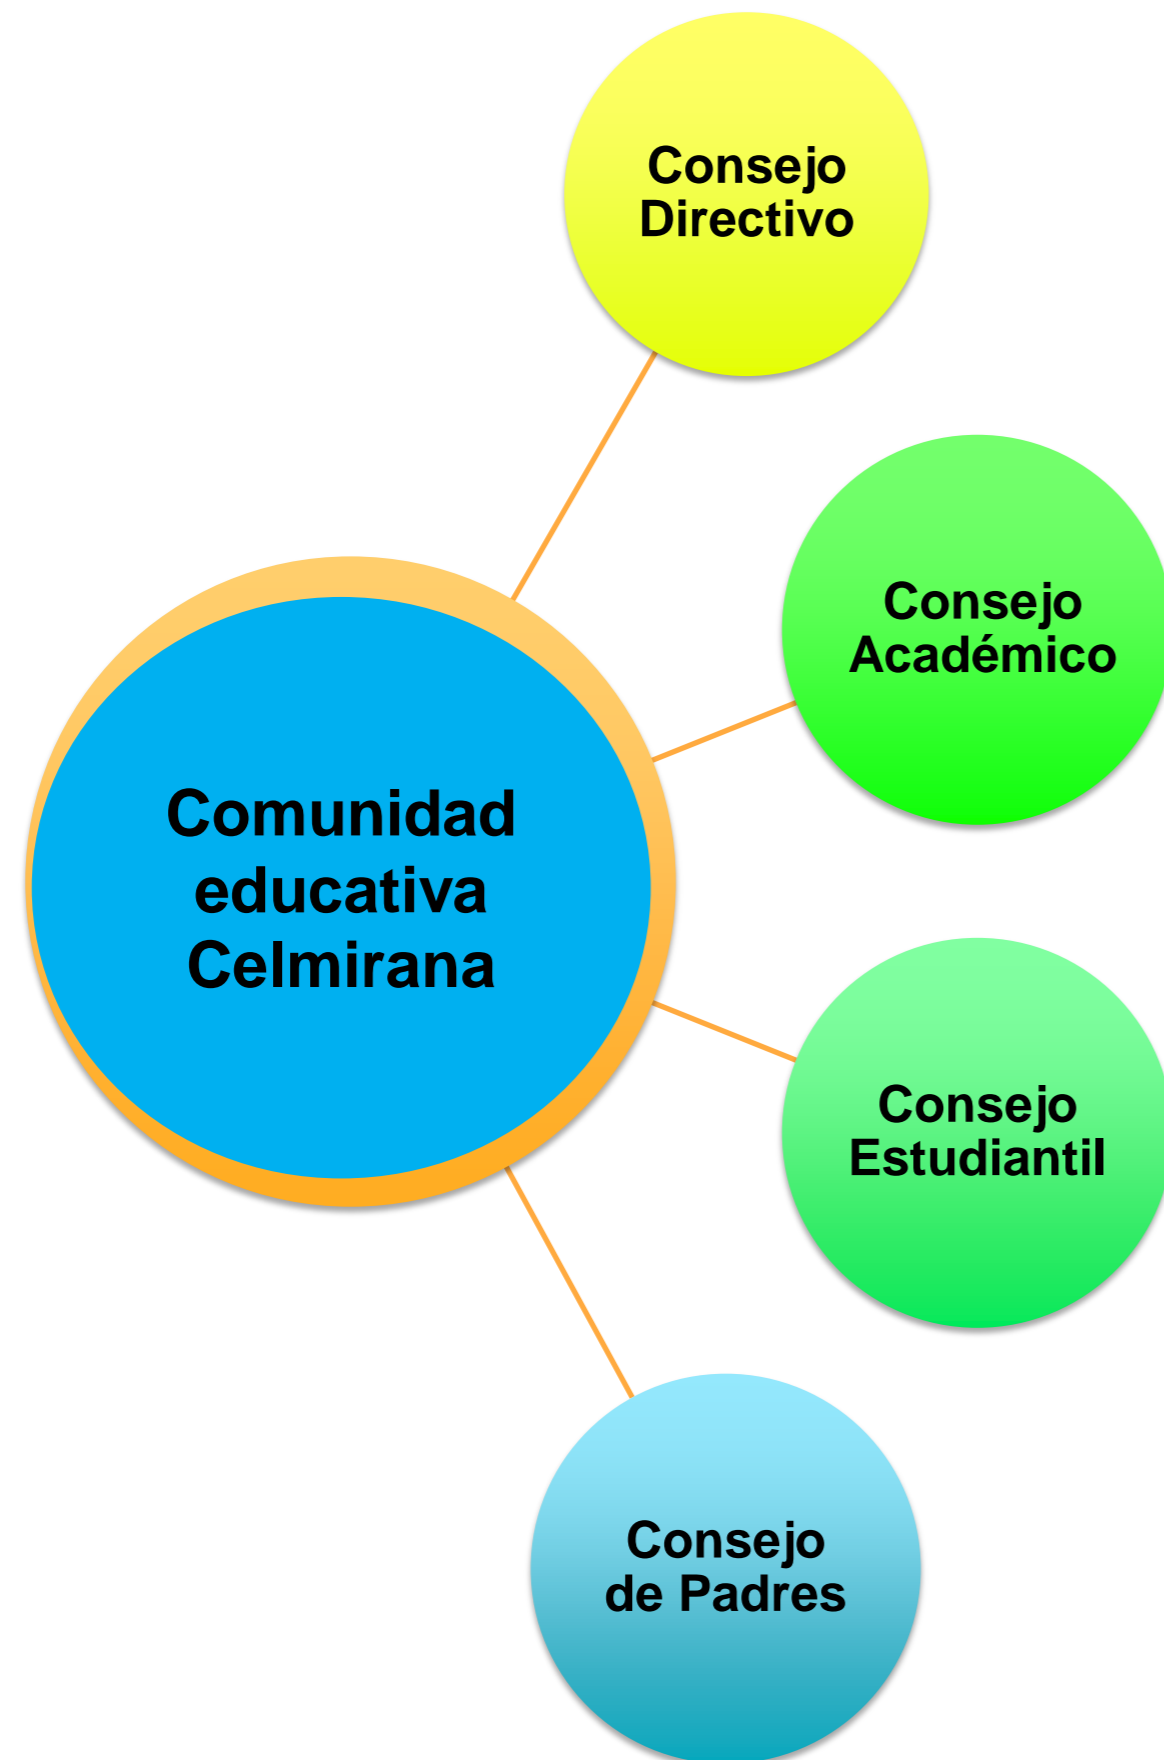 Consejo
Directivo
Consejo
Académico
Comunidad
educativa
Celmirana
Consejo
Estudiantil
Consejo
de Padres